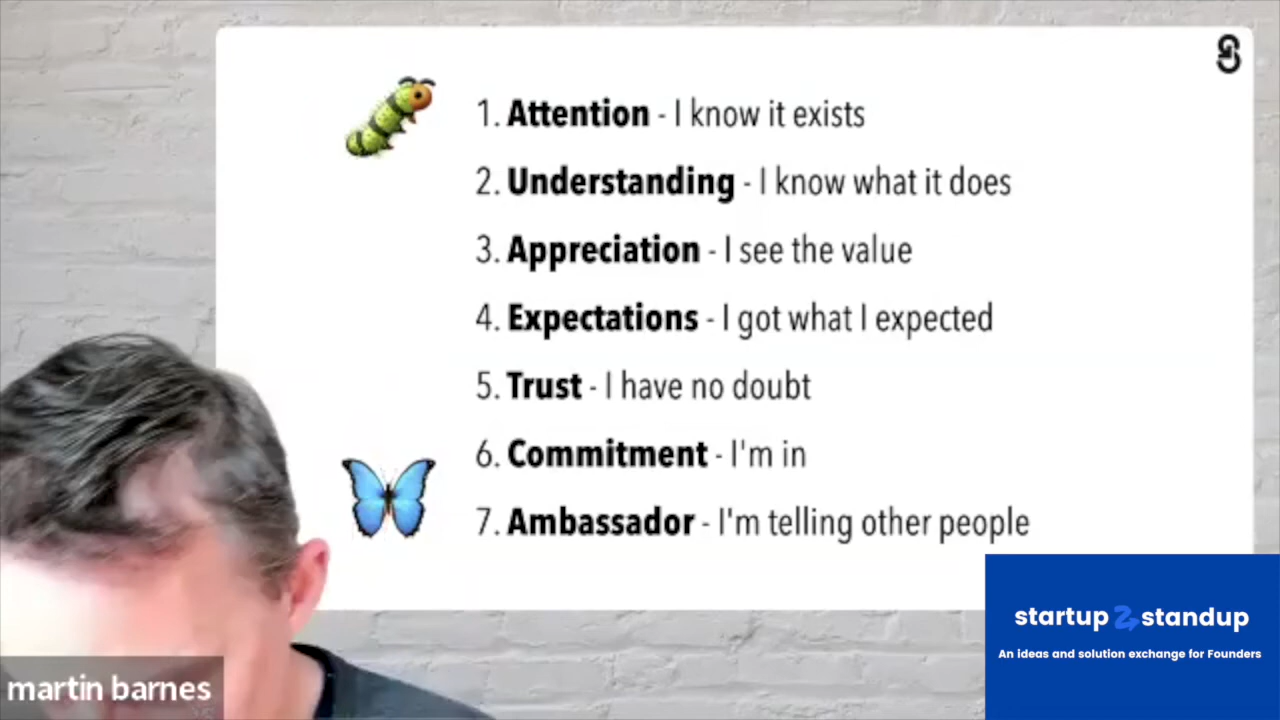 1. Attention - I know it exists
2. Understanding - I know what it does
3. Appreciation - I see the value
4. Expectations - I got what I expected
5. Trust - I have no doubt
6. Commitment - I'm in
7. Ambassador - I'm telling other people
startup 2 standup
An ideas and solution exchange for Founders
martin barnes